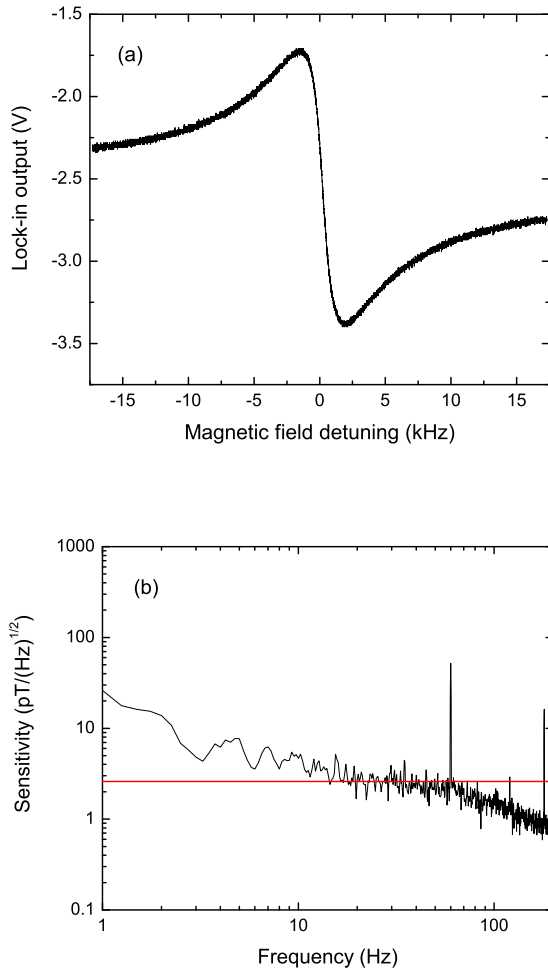 (a)
Lock-in output (V)
-1.5
-2.0
-2.5
-3.0
-3.5
-15 -10 -5 0 5 10 15
Magnetic field detuning (kHz)
(b)
Sensitivity (pT/(Hz)^{1/2})
1000
100
10
1
0.1
1 10 100
Frequency (Hz)